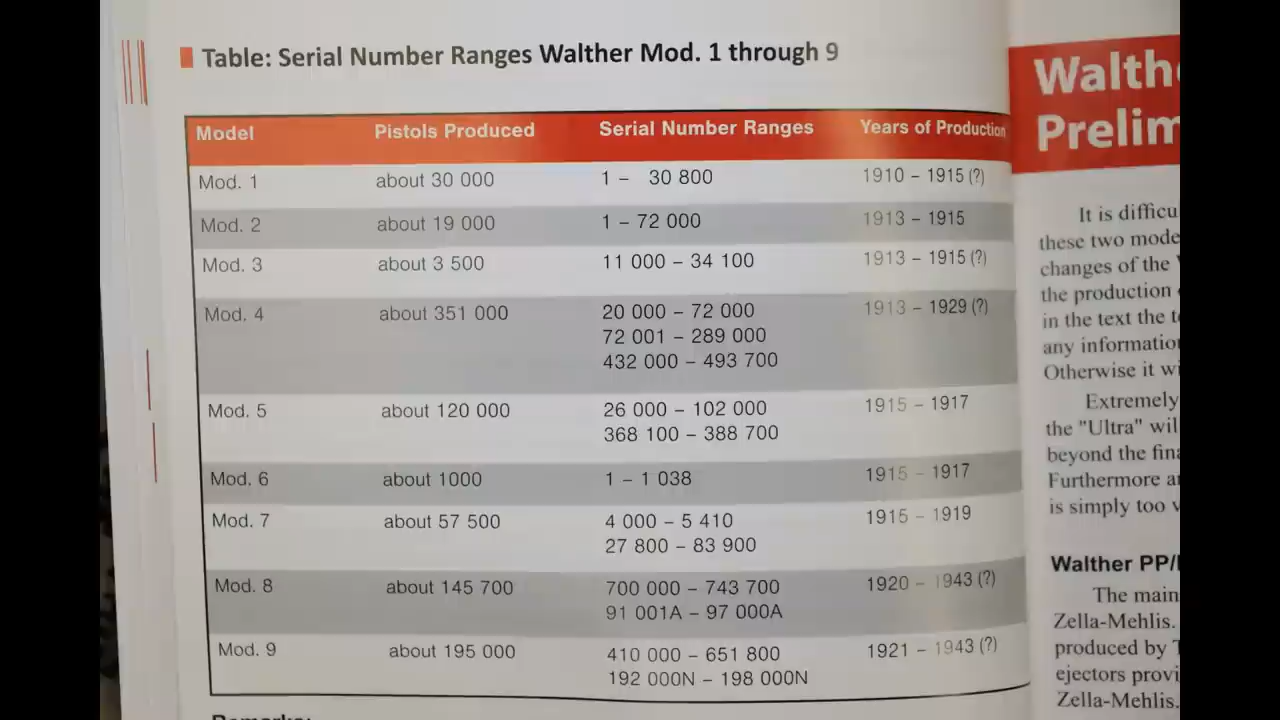 Table: Serial Number Ranges Walther Mod. 1 through 9
Model Pistols Produced Serial Number Ranges Years of Production
Mod. 1 about 30 000 1 – 30 800 1910 – 1915 (?)
Mod. 2 about 19 000 1 – 72 000 1913 – 1915
Mod. 3 about 3 500 11 000 – 34 100 1913 – 1915 (?)
Mod. 4 about 351 000 20 000 – 72 000 1913 – 1929 (?)
72 001 – 289 000
432 000 – 493 700
Mod. 5 about 120 000 26 000 – 102 000 1915 – 1917
368 100 – 388 700
Mod. 6 about 1000 1 – 1 038 1915 – 1917
Mod. 7 about 57 500 4 000 – 5 410 1915 – 1919
27 800 – 83 900
Mod. 8 about 145 700 700 000 – 743 700 1920 – 1943 (?)
91 001A – 97 000A
Mod. 9 about 195 000 410 000 – 651 800 1921 – 1943 (?)
192 000N – 198 000N
Remarks:
Walth
Prelim
It is difficu
these two mode
changes of the
the production
in the text the
any informatio
Otherwise it wi
Extremely
the "Ultra" wil
beyond the fina
Furthermore a
is simply too
Walther PP/
The main
Zella-Mehlis.
produced by
ejectors provi
Zella-Mehlis.